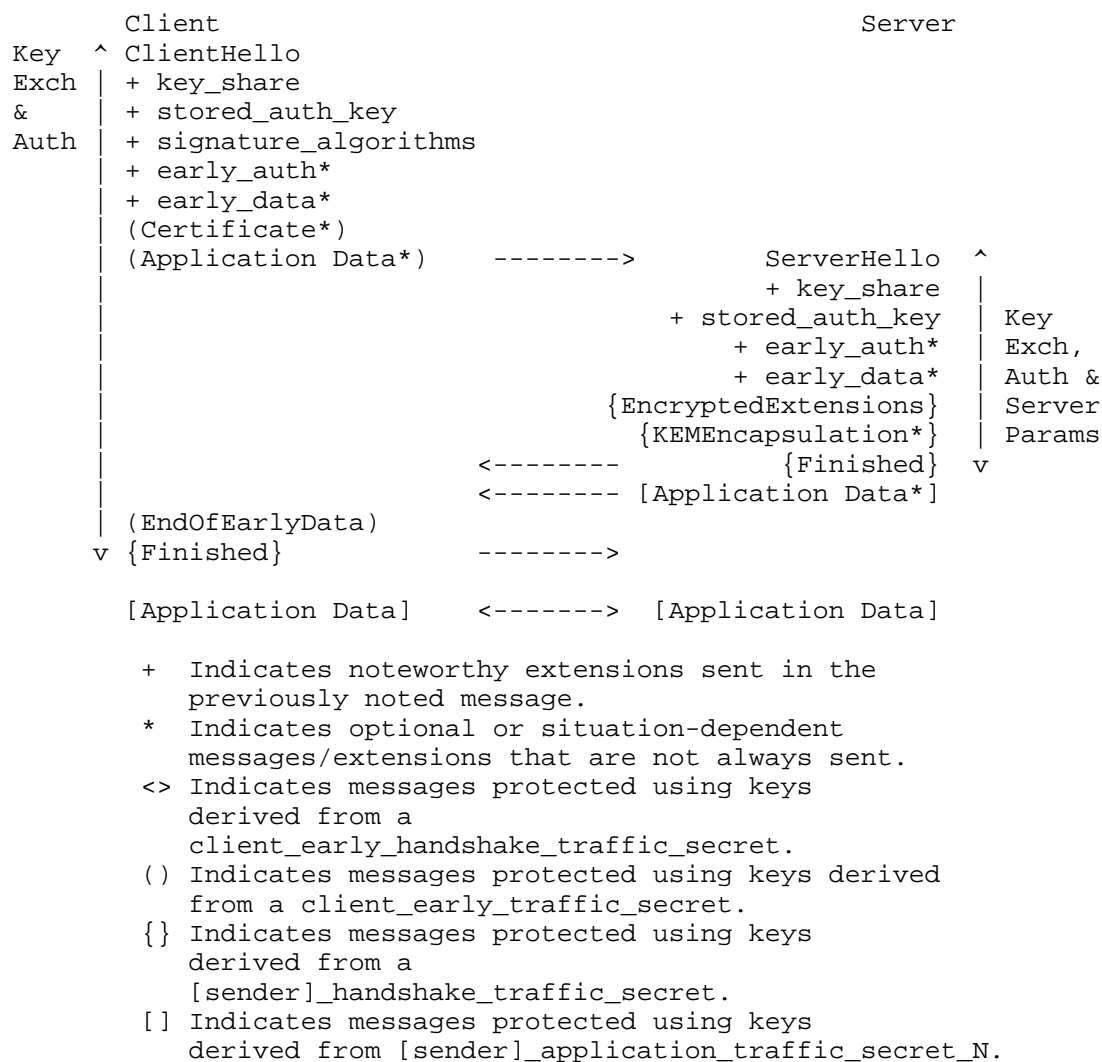 Client                                           Server
Key  ^ ClientHello
Exch | + key_share
&    | + stored_auth_key
Auth | + signature_algorithms
     | + early_auth*
     | + early_data*
     | (Certificate*)
     | (Application Data*)    -------->        ServerHello  ^
     |                                         + key_share  |
     |                                   + stored_auth_key  | Key
     |                                       + early_auth*  | Exch,
     |                                       + early_data*  | Auth &
     |                               {EncryptedExtensions}  | Server
     |                                 {KEMEncapsulation*}  | Params
     |                       <--------          {Finished}  v
     |                       <-------- [Application Data*]
     | (EndOfEarlyData)
     v {Finished}            -------->

       [Application Data]    <------->  [Application Data]

        +  Indicates noteworthy extensions sent in the
           previously noted message.
        *  Indicates optional or situation-dependent
           messages/extensions that are not always sent.
        <> Indicates messages protected using keys
           derived from a
           client_early_handshake_traffic_secret.
        () Indicates messages protected using keys derived
           from a client_early_traffic_secret.
        {} Indicates messages protected using keys
           derived from a
           [sender]_handshake_traffic_secret.
        [] Indicates messages protected using keys
           derived from [sender]_application_traffic_secret_N.